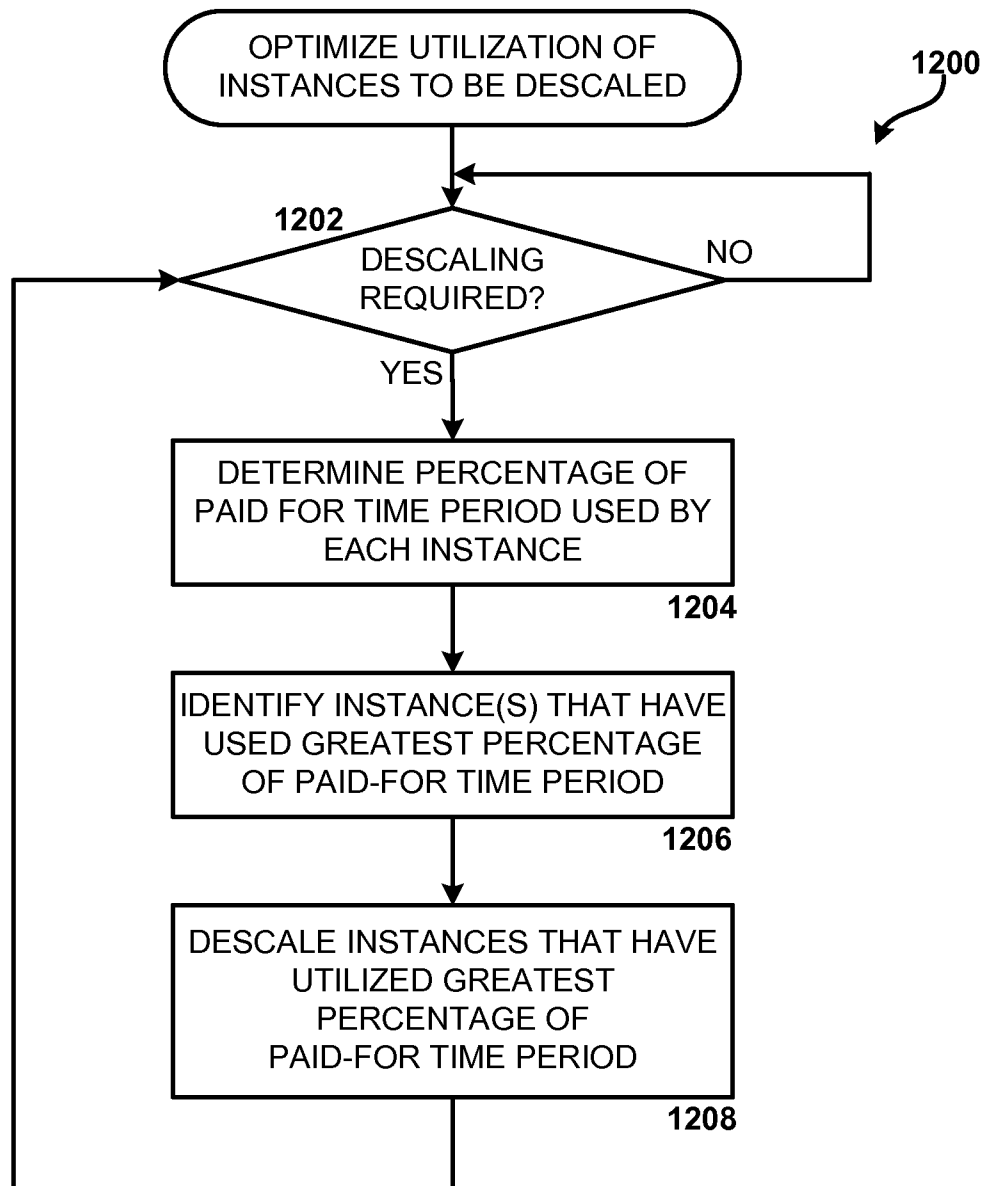 OPTIMIZE UTILIZATION OF
INSTANCES TO BE DESCALED
1200
1202
DESCALING
REQUIRED?
NO
YES
DETERMINE PERCENTAGE OF
PAID FOR TIME PERIOD USED BY
EACH INSTANCE
1204
IDENTIFY INSTANCE(S) THAT HAVE
USED GREATEST PERCENTAGE
OF PAID-FOR TIME PERIOD
1206
DESCALE INSTANCES THAT HAVE
UTILIZED GREATEST
PERCENTAGE OF
PAID-FOR TIME PERIOD
1208